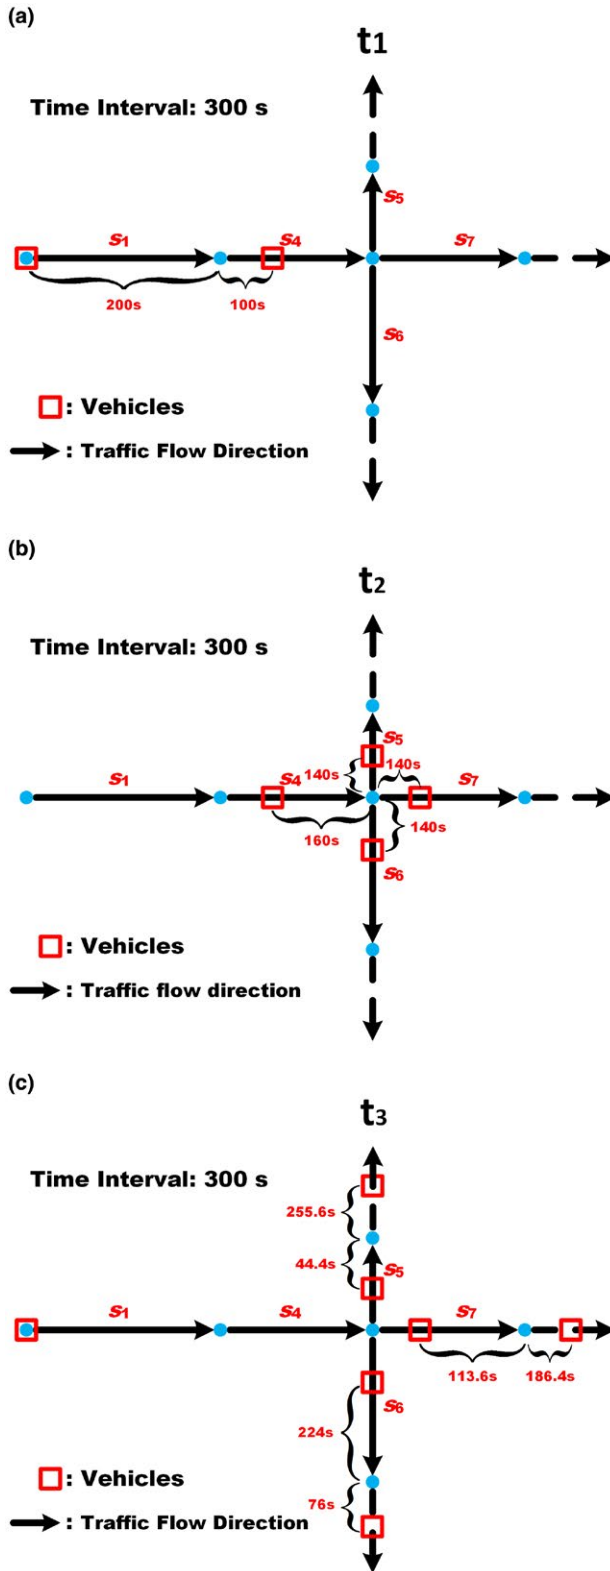 (a)
t1
Time Interval: 300 s
s5
s1
s4
s7
200s
100s
s6
: Vehicles
: Traffic Flow Direction
(b)
t2
Time Interval: 300 s
s5
140s
140s
s1
s4
s7
160s
140s
s6
: Vehicles
: Traffic flow direction
(c)
t3
Time Interval: 300 s
255.6s
44.4s
s5
s1
s4
s7
113.6s
186.4s
s6
224s
76s
: Vehicles
: Traffic Flow Direction